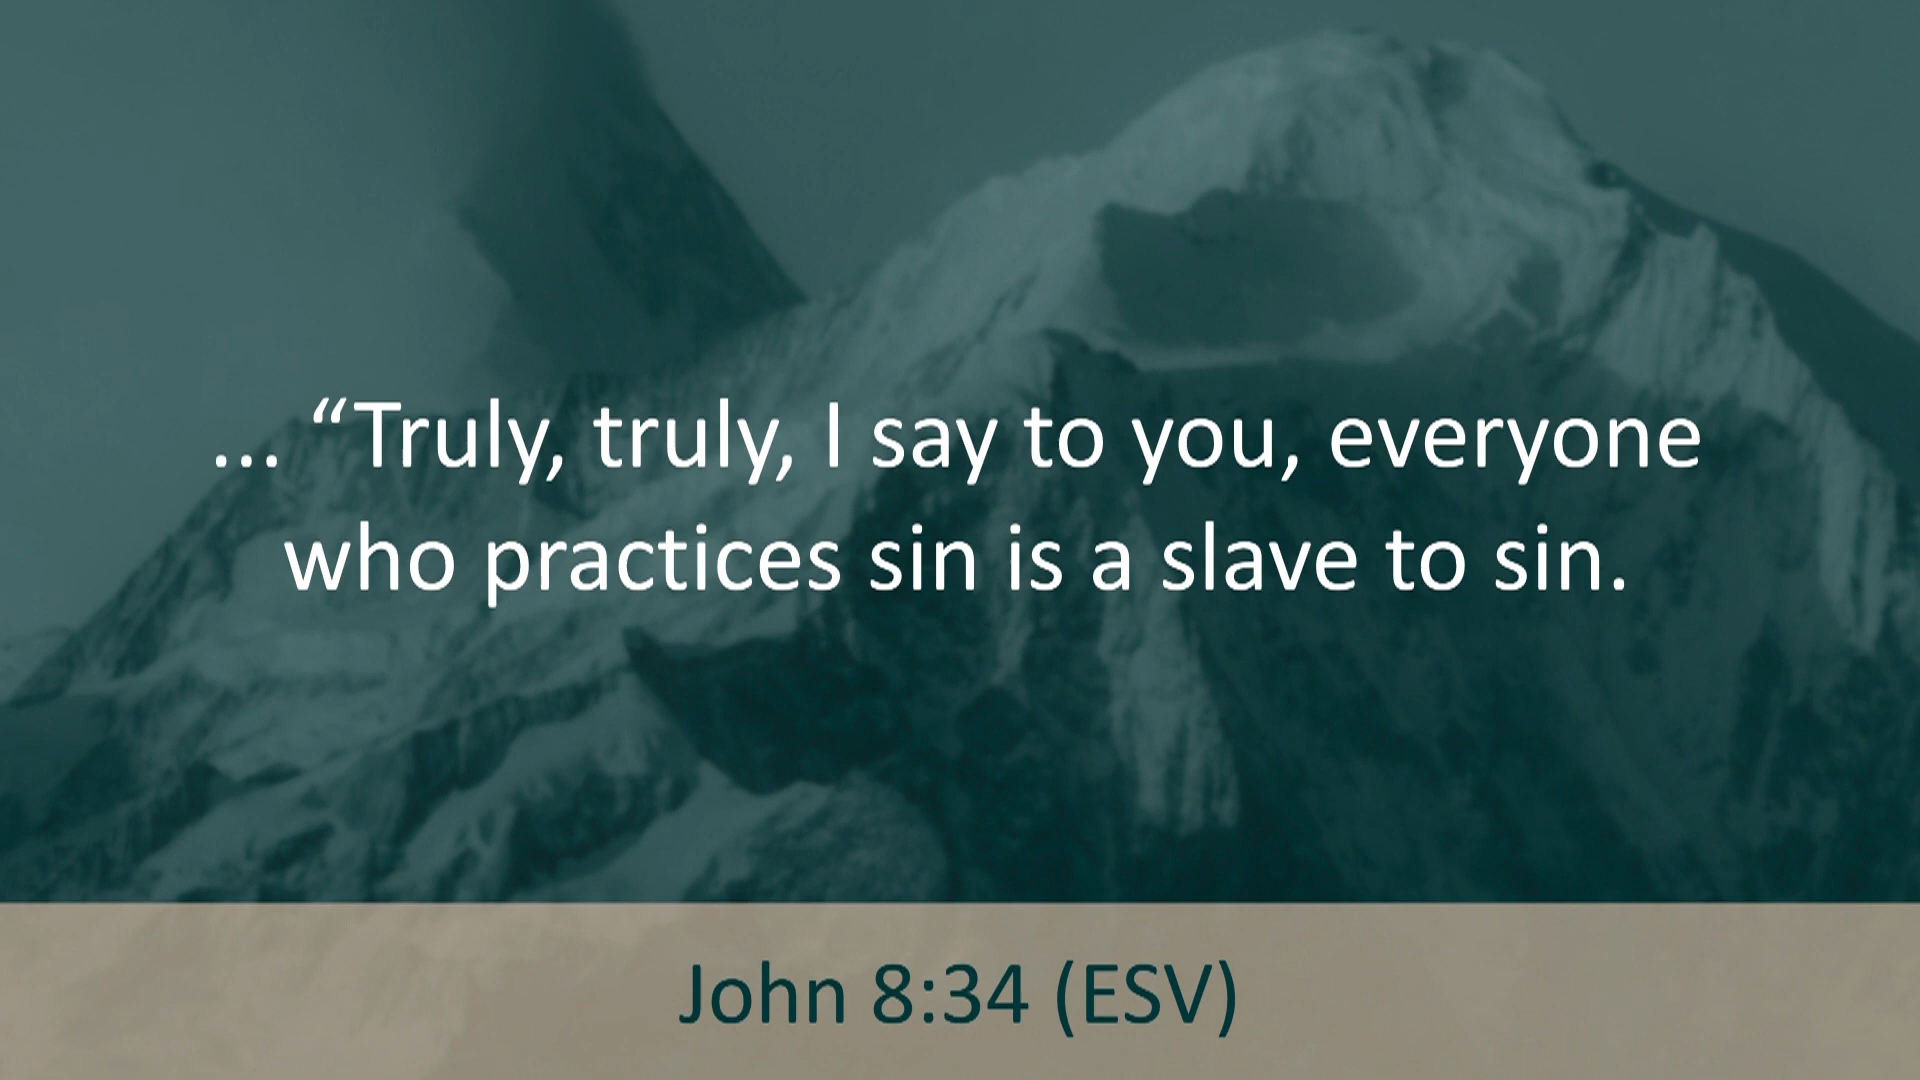 ... “Truly, truly, I say to you, everyone
who practices sin is a slave to sin.
John 8:34 (ESV)